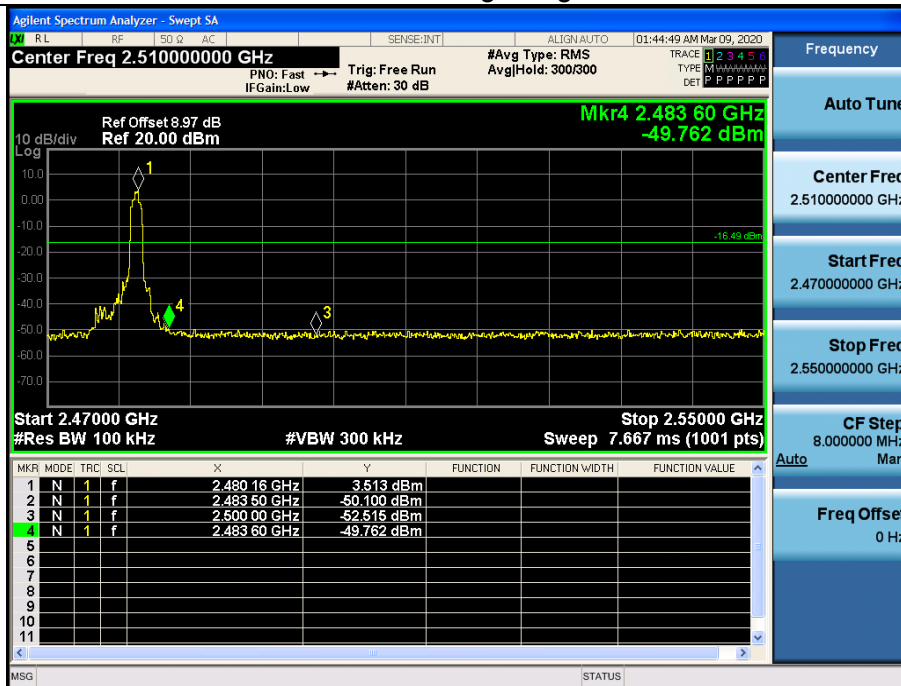 Agilent Spectrum Analyzer - Swept SA
LXI RL RF 50 Ω AC SENSE:INT ALIGN AUTO 01:44:49 AM Mar 09, 2020
Center Freq 2.510000000 GHz #Avg Type: RMS TRACE 1 2 3 4 5 6
PNO: Fast Trig: Free Run Avg|Hold: 300/300 TYPE M W W W W W
IFGain:Low #Atten: 30 dB DET P P P P P P
Mkr4 2.483 60 GHz
-49.762 dBm
Ref Offset 8.97 dB
10 dB/div Ref 20.00 dBm
Log
10.0
0.00
-10.0
-20.0
-30.0
-40.0
-50.0
-60.0
-70.0
1
-16.49 dBm
4
3
Start 2.47000 GHz Stop 2.55000 GHz
#Res BW 100 kHz #VBW 300 kHz Sweep 7.667 ms (1001 pts)
MKR MODE TRC SCL X Y FUNCTION FUNCTION WIDTH FUNCTION VALUE
1 N 1 f 2.480 16 GHz 3.513 dBm
2 N 1 f 2.483 50 GHz -50.100 dBm
3 N 1 f 2.500 00 GHz -52.515 dBm
4 N 1 f 2.483 60 GHz -49.762 dBm
5
6
7
8
9
10
11
MSG STATUS
Frequency
Auto Tune
Center Freq
2.510000000 GHz
Start Freq
2.470000000 GHz
Stop Freq
2.550000000 GHz
CF Step
8.000000 MHz
Auto Man
Freq Offset
0 Hz